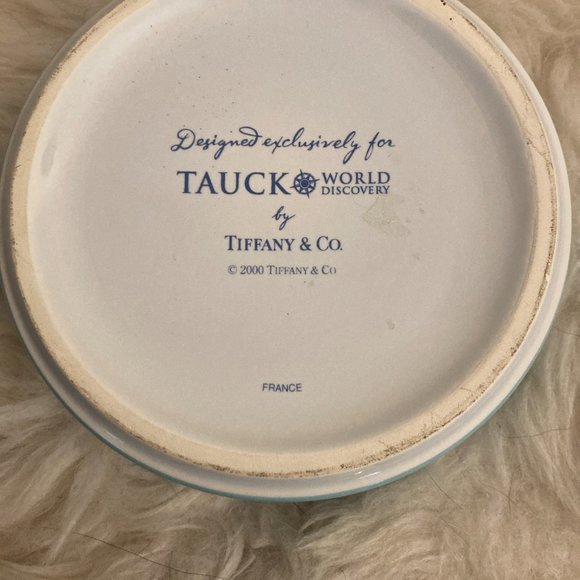 Designed exclusively for
TAUCK WORLD DISCOVERY
by
TIFFANY & CO.
© 2000 TIFFANY & CO
FRANCE